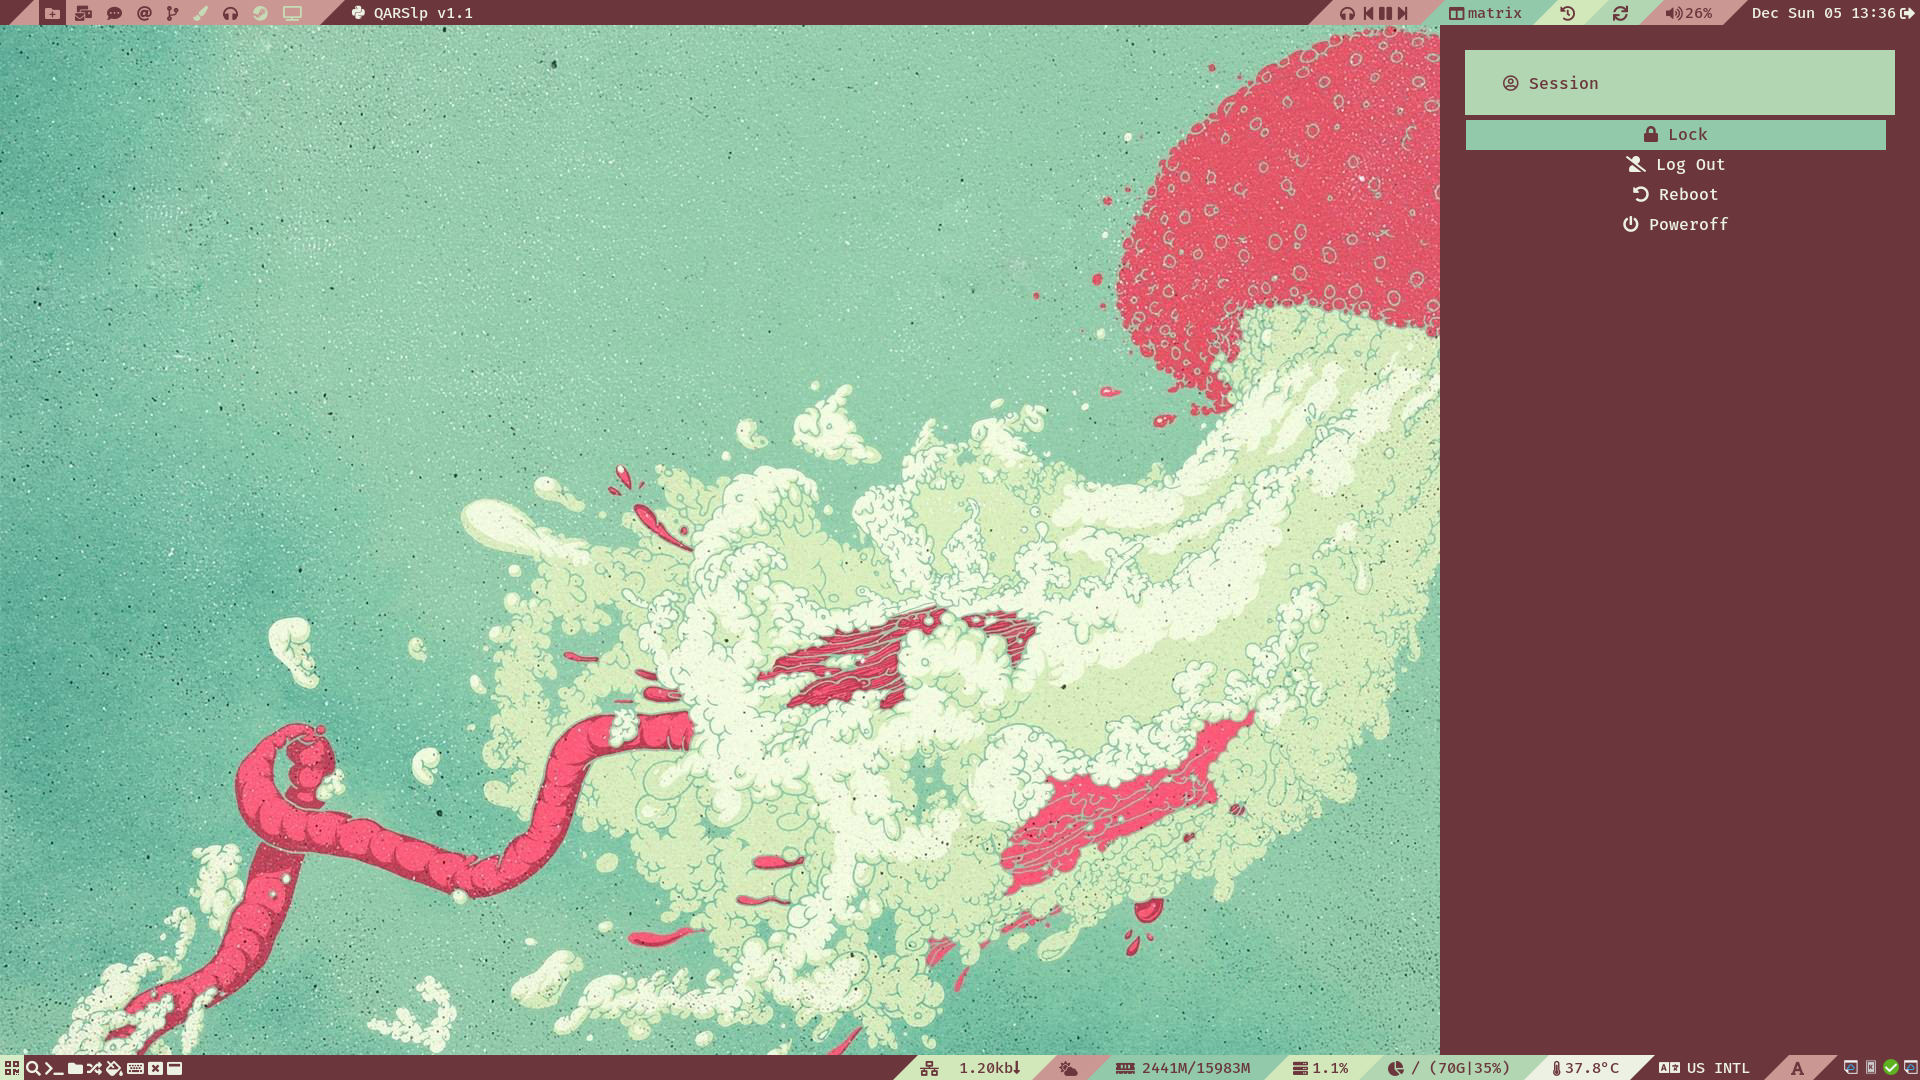 QARSlp v1.1
matrix
26%
Dec Sun 05 13:36
Session
Lock
Log Out
Reboot
Poweroff
1.20kb
2441M/15983M
1.1%
/ (70G|35%)
37.8°C
US INTL
A